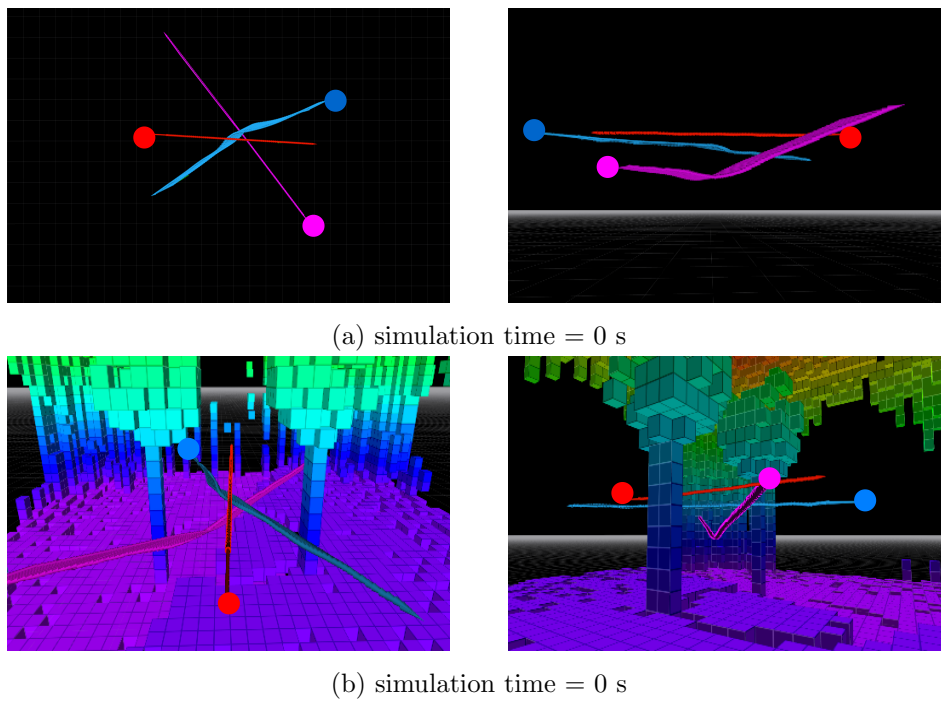 (a) simulation time = 0 s
(b) simulation time = 0 s